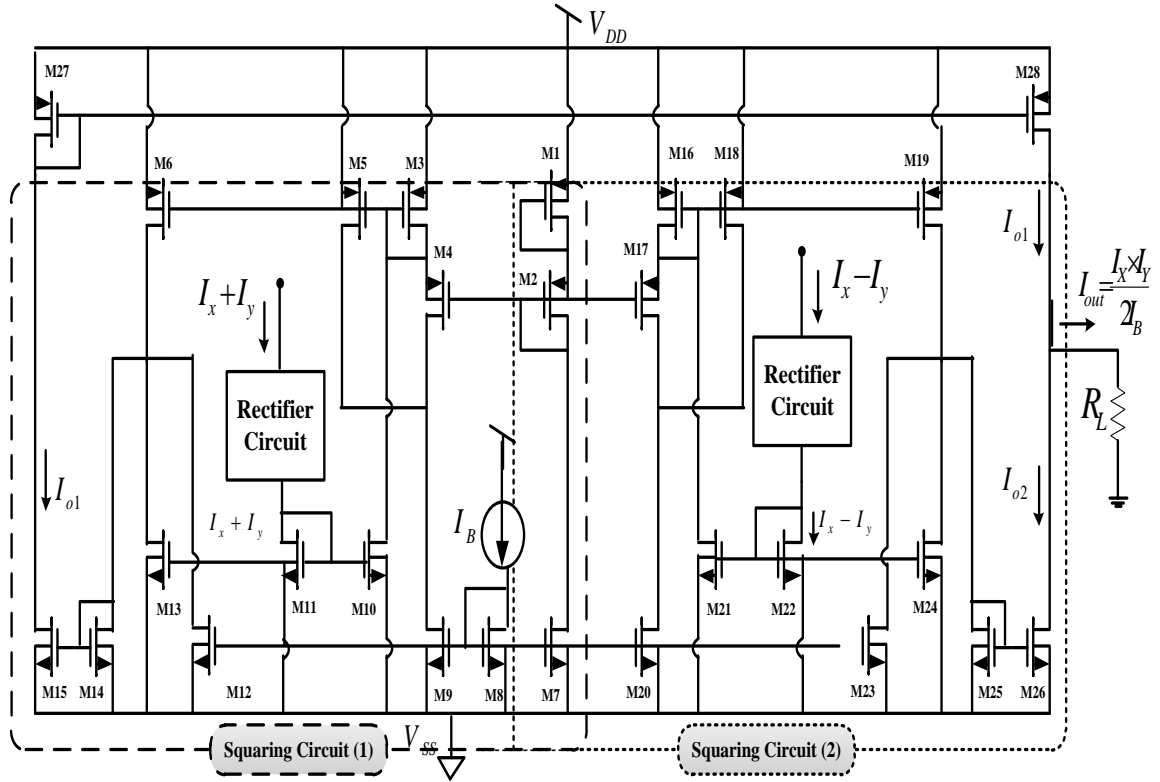 V_DD
M27
M28
M6
M5
M3
M1
M16
M18
M19
M4
M2
M17
I_x+I_y
I_x−I_y
I_o1
I_out=I_X×I_Y/2I_B
Rectifier
Circuit
Rectifier
Circuit
R_L
I_o1
I_x + I_y
I_B
I_x − I_y
I_o2
M13
M11
M10
M21
M22
M24
M15
M14
M12
M9
M8
M7
M20
M23
M25
M26
Squaring Circuit (1)
V_SS
Squaring Circuit (2)